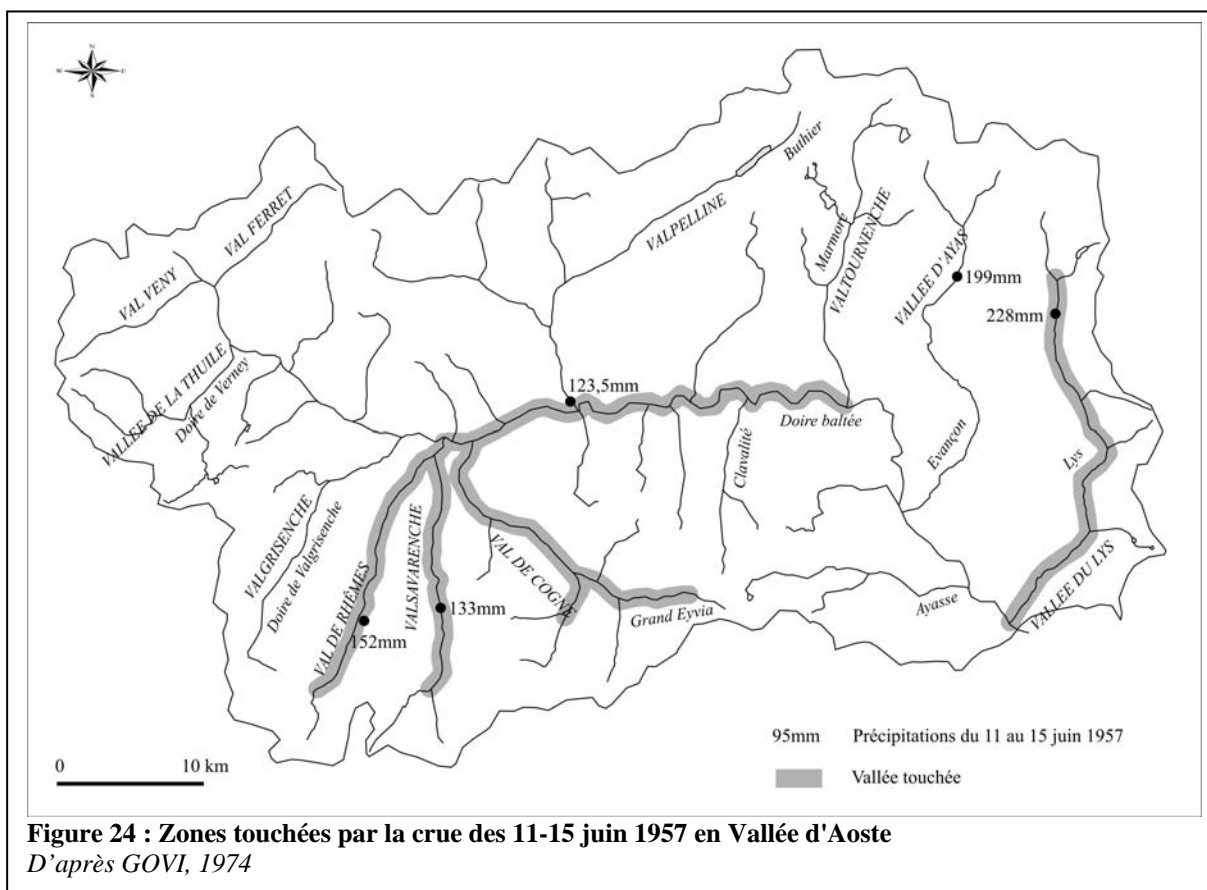 N
W E
S
Buthier
VAL FERRET
VALPELLINE
Marmore
VALTOURNENCHE
VALLEE D'AYAS
199mm
VAL VENY
228mm
VALLEE DE LA THUILE
Doire de Verney
123,5mm
Doire baltée
Clavalité
Evançon
Lys
VALGRISENCHE
Doire de Valgrisenche
VAL DE RHÊMES
VALSAVARENCHE
VAL DE COGNE
133mm
152mm
Grand Eyvia
Ayasse
VALLEE DU LYS
95mm Précipitations du 11 au 15 juin 1957
0 10 km
Vallée touchée
Figure 24 : Zones touchées par la crue des 11-15 juin 1957 en Vallée d'Aoste
D'après GOVI, 1974